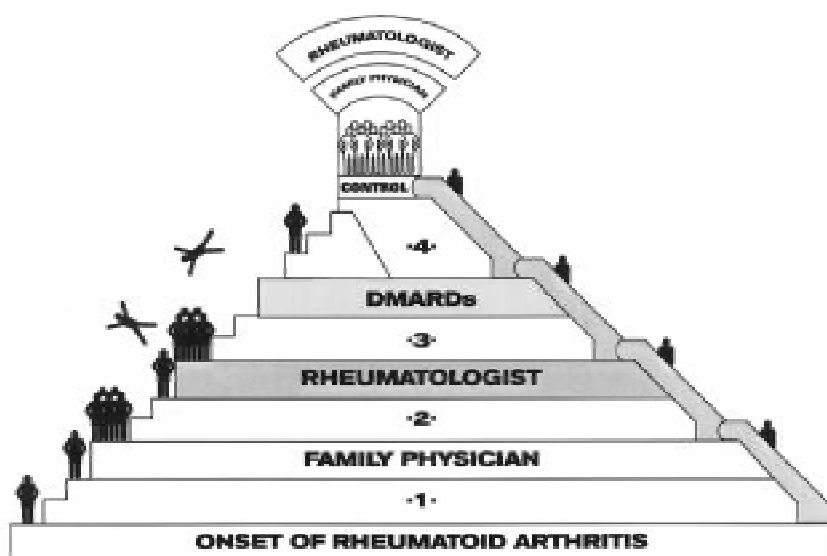 RHEUMATOLOGIST
FAMILY PHYSICIAN
CONTROL
·4·
DMARDs
·3·
RHEUMATOLOGIST
·2·
FAMILY PHYSICIAN
·1·
ONSET OF RHEUMATOID ARTHRITIS